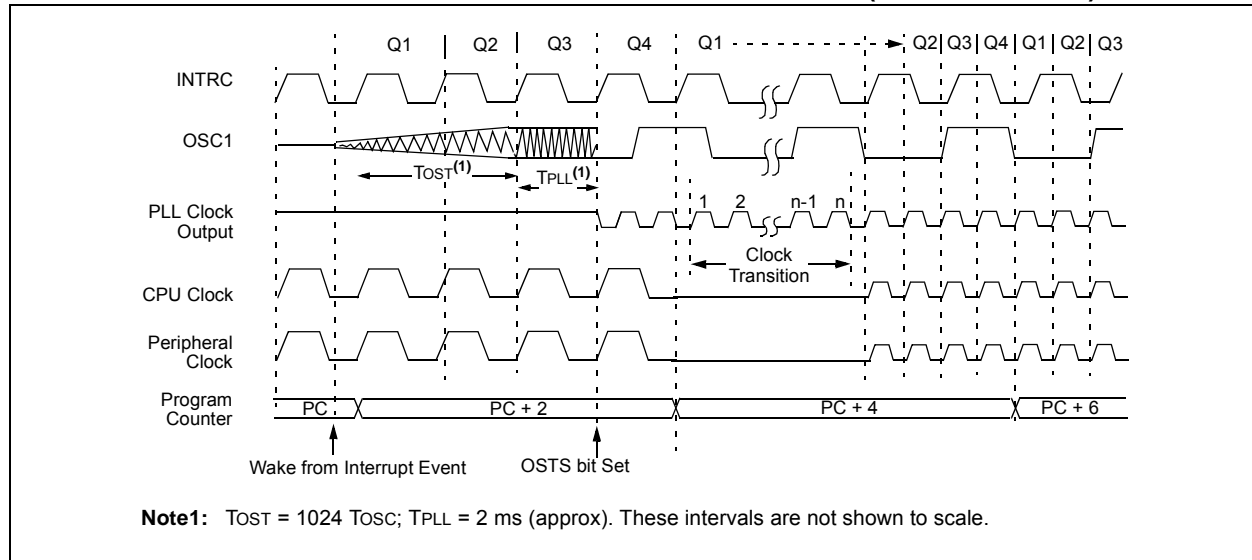 Q1 Q2 Q3 Q4 Q1 Q2 Q3 Q4 Q1 Q2 Q3
INTRC
OSC1
TOST(1) TPLL(1)
PLL Clock
Output
1 2 n-1 n
Clock
Transition
CPU Clock
Peripheral
Clock
Program
Counter
PC PC + 2 PC + 4 PC + 6
Wake from Interrupt Event OSTS bit Set
Note1: TOST = 1024 TOSC; TPLL = 2 ms (approx). These intervals are not shown to scale.